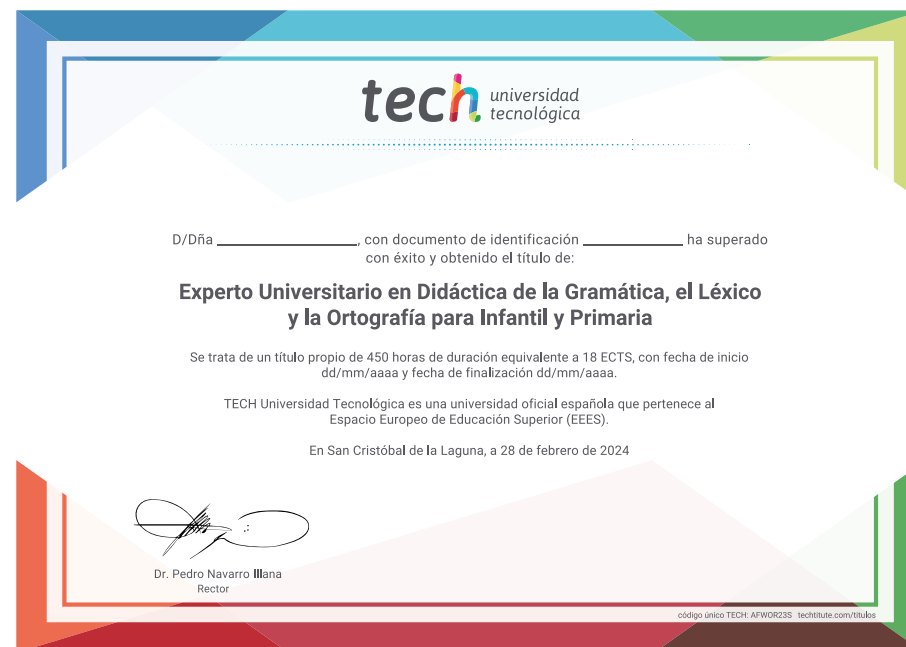 tech universidad
tecnológica
D/Dña ____________________, con documento de identificación ______________ ha superado
con éxito y obtenido el título de:
Experto Universitario en Didáctica de la Gramática, el Léxico
y la Ortografía para Infantil y Primaria
Se trata de un título propio de 450 horas de duración equivalente a 18 ECTS, con fecha de inicio
dd/mm/aaaa y fecha de finalización dd/mm/aaaa.
TECH Universidad Tecnológica es una universidad oficial española que pertenece al
Espacio Europeo de Educación Superior (EEES).
En San Cristóbal de la Laguna, a 28 de febrero de 2024
Dr. Pedro Navarro Illana
Rector
código único TECH: AFWOR23S techtitute.com/titulos